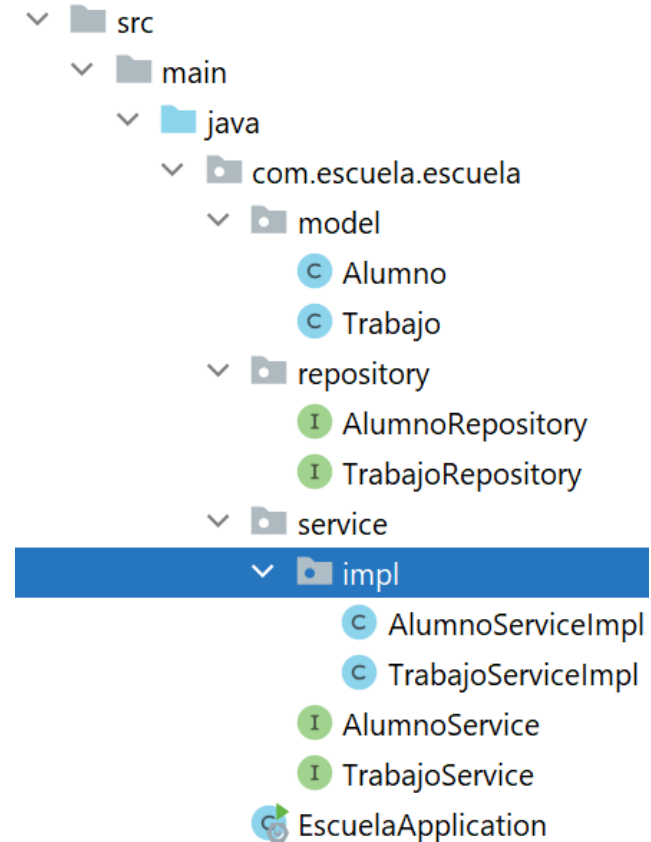 src
main
java
com.escuela.escuela
model
C Alumno
C Trabajo
repository
I AlumnoRepository
I TrabajoRepository
service
impl
C AlumnoServiceImpl
C TrabajoServiceImpl
I AlumnoService
I TrabajoService
C EscuelaApplication